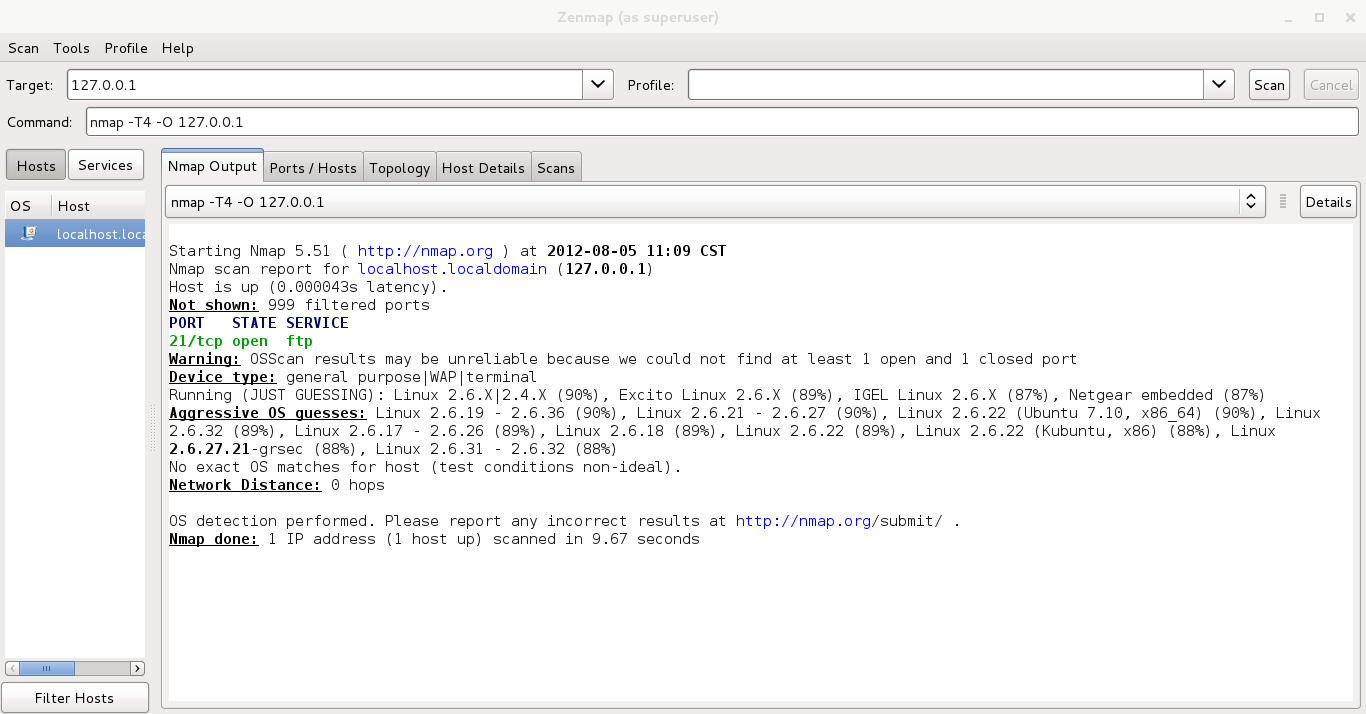 Zenmap (as superuser)
Scan Tools Profile Help
Target: 127.0.0.1 Profile: Scan Cancel
Command: nmap -T4 -O 127.0.0.1
Hosts Services
Nmap Output Ports / Hosts Topology Host Details Scans
OS Host
localhost.loca
nmap -T4 -O 127.0.0.1 Details
Starting Nmap 5.51 ( http://nmap.org ) at 2012-08-05 11:09 CST
Nmap scan report for localhost.localdomain (127.0.0.1)
Host is up (0.000043s latency).
Not shown: 999 filtered ports
PORT   STATE SERVICE
21/tcp open  ftp
Warning: OSScan results may be unreliable because we could not find at least 1 open and 1 closed port
Device type: general purpose|WAP|terminal
Running (JUST GUESSING): Linux 2.6.X|2.4.X (90%), Excito Linux 2.6.X (89%), IGEL Linux 2.6.X (87%), Netgear embedded (87%)
Aggressive OS guesses: Linux 2.6.19 - 2.6.36 (90%), Linux 2.6.21 - 2.6.27 (90%), Linux 2.6.22 (Ubuntu 7.10, x86_64) (90%), Linux
2.6.32 (89%), Linux 2.6.17 - 2.6.26 (89%), Linux 2.6.18 (89%), Linux 2.6.22 (89%), Linux 2.6.22 (Kubuntu, x86) (88%), Linux
2.6.27.21-grsec (88%), Linux 2.6.31 - 2.6.32 (88%)
No exact OS matches for host (test conditions non-ideal).
Network Distance: 0 hops
OS detection performed. Please report any incorrect results at http://nmap.org/submit/ .
Nmap done: 1 IP address (1 host up) scanned in 9.67 seconds
Filter Hosts